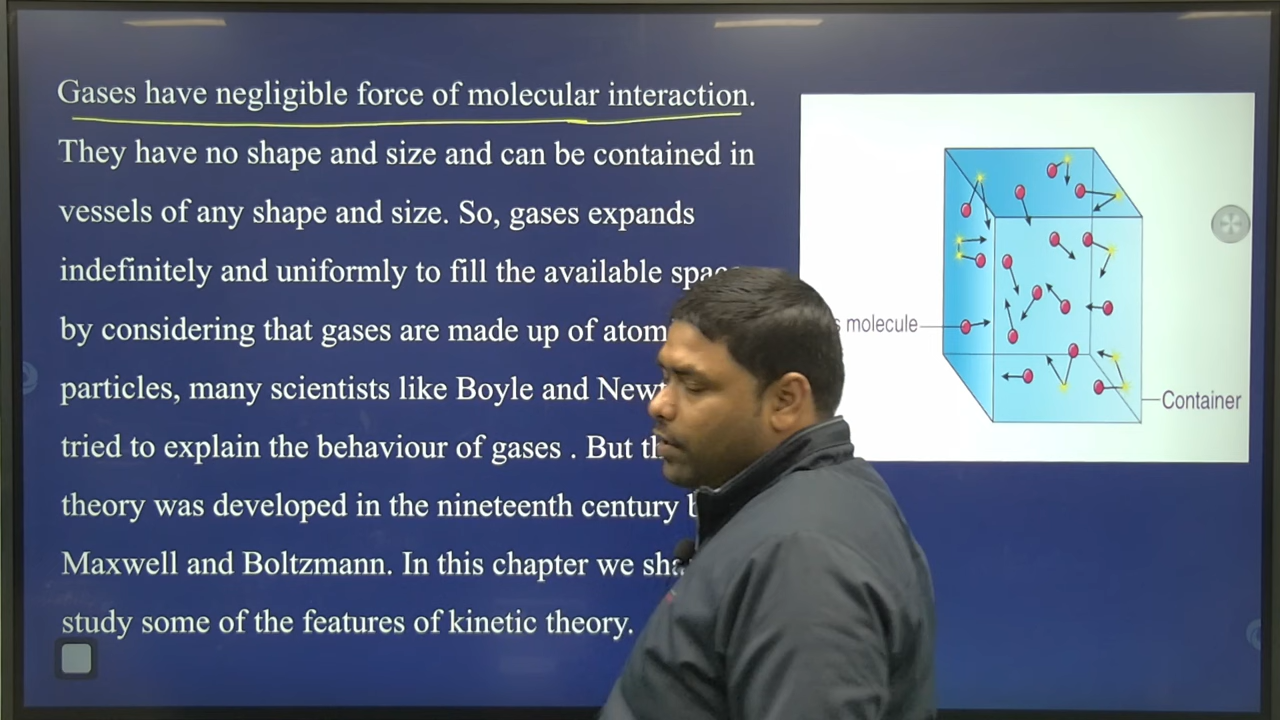 Gases have negligible force of molecular interaction.
They have no shape and size and can be contained in
vessels of any shape and size. So, gases expands
indefinitely and uniformly to fill the available
by considering that gases are made up of
particles, many scientists like Boyle and
tried to explain the behaviour of gases . But
theory was developed in the nineteenth century
Maxwell and Boltzmann. In this chapter we
study some of the features of kinetic theory.
molecule
Container